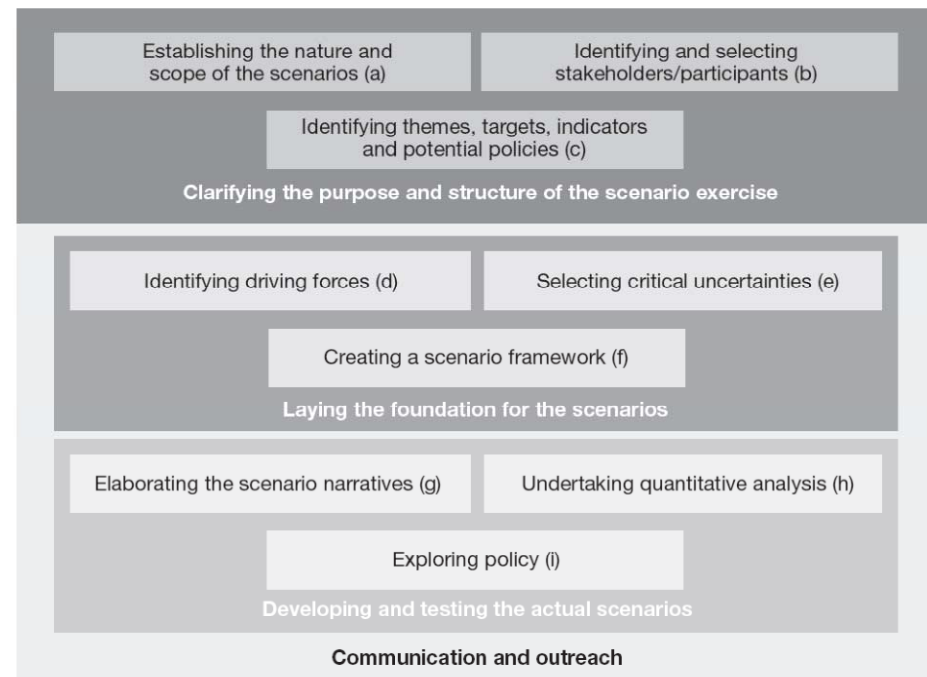 Establishing the nature and
scope of the scenarios (a)
Identifying and selecting
stakeholders/participants (b)
Identifying themes, targets, indicators
and potential policies (c)
Clarifying the purpose and structure of the scenario exercise
Identifying driving forces (d)
Selecting critical uncertainties (e)
Creating a scenario framework (f)
Laying the foundation for the scenarios
Elaborating the scenario narratives (g)
Undertaking quantitative analysis (h)
Exploring policy (i)
Developing and testing the actual scenarios
Communication and outreach